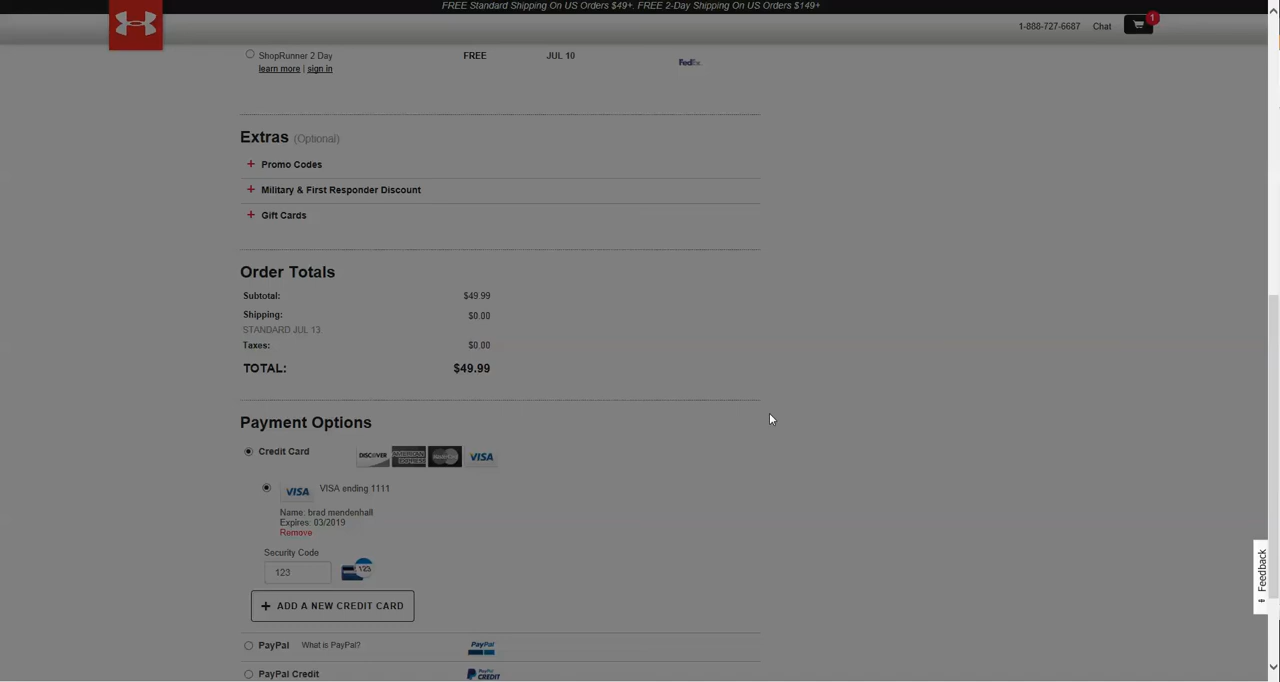 FREE Standard Shipping On US Orders $49+. FREE 2-Day Shipping On US Orders $149+
1-888-727-6687 Chat 1
ShopRunner 2 Day FREE JUL 10
learn more | sign in
FedEx
Extras (Optional)
+ Promo Codes
+ Military & First Responder Discount
+ Gift Cards
Order Totals
Subtotal: $49.99
Shipping: $0.00
STANDARD JUL 13
Taxes: $0.00
TOTAL: $49.99
Payment Options
Credit Card DISCOVER AMERICAN EXPRESS MasterCard VISA
VISA VISA ending 1111
Name: brad mendenhall
Expires: 03/2019
Remove
Security Code
123 123
+ ADD A NEW CREDIT CARD
PayPal What is PayPal? PayPal
PayPal Credit PayPal CREDIT
Feedback